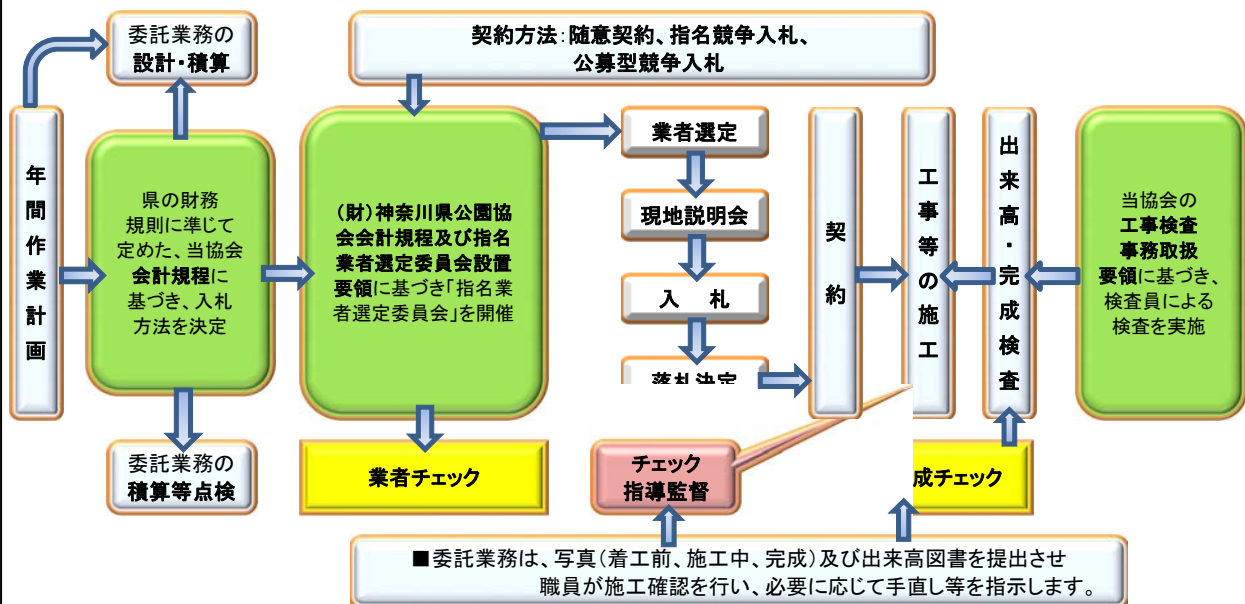 委託業務の
設計・積算
契約方法：随意契約、指名競争入札、
公募型競争入札
年間作業計画
県の財務
規則に準じて
定めた、当協会
会計規程に
基づき、入札
方法を決定
（財）神奈川県公園協
会会計規程及び指名
業者選定委員会設置
要領に基づき「指名業
者選定委員会」を開催
業者選定
現地説明会
入　札
落札決定
契約
工事等の施工
出来高・完成検査
当協会の
工事検査
事務取扱
要領に基づき、
検査員による
検査を実施
委託業務の
積算等点検
業者チェック
チェック
指導監督
成チェック
■委託業務は、写真（着工前、施工中、完成）及び出来高図書を提出させ
職員が施工確認を行い、必要に応じて手直し等を指示します。